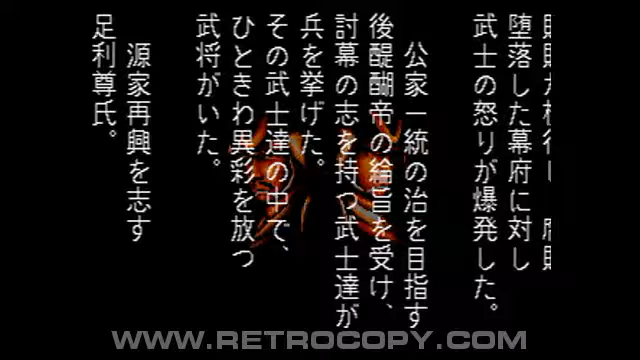 堕落した幕府に対し
武士の怒りが爆発した。
公家一統の治を目指す
後醍醐帝の綸旨を受け、
討幕の志を持つ武士達が
兵を挙げた。
その武士達の中で、
ひときわ異彩を放つ
武将がいた。
源家再興を志す
足利尊氏。
WWW.RETROCOPY.COM